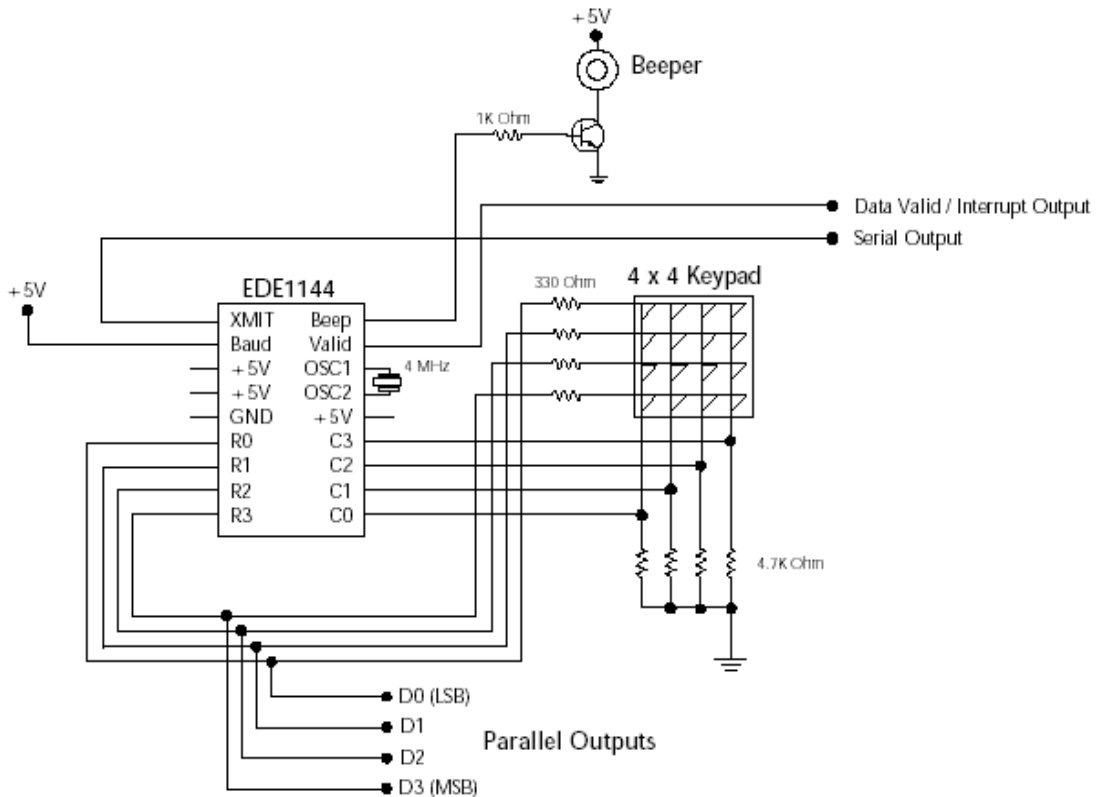 +5V
Beeper
1K Ohm
Data Valid / Interrupt Output
Serial Output
330 Ohm
4 x 4 Keypad
+5V
EDE1144
XMIT Beep
Baud Valid
+5V OSC1
4 MHz
+5V OSC2
GND +5V
R0 C3
R1 C2
R2 C1
R3 C0
4.7K Ohm
D0 (LSB)
D1
Parallel Outputs
D2
D3 (MSB)